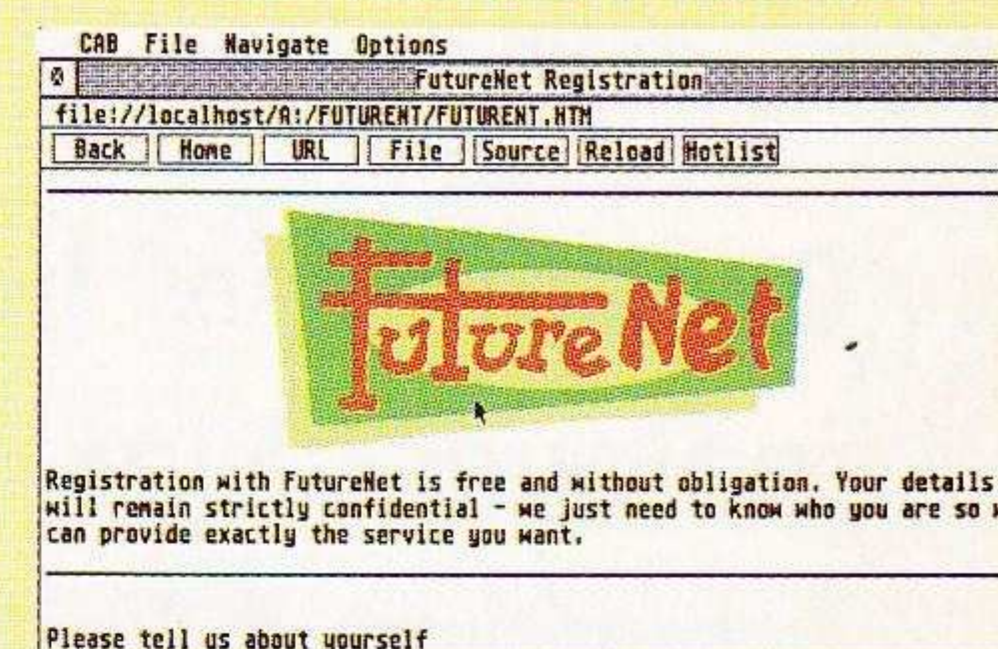 CAB File Navigate Options
FutureNet Registration
file://localhost/A:/FUTURENT/FUTURENT.HTM
Back Home URL File Source Reload Hotlist
FutureNet
Registration with FutureNet is free and without obligation. Your details
will remain strictly confidential - we just need to know who you are so
can provide exactly the service you want.
Please tell us about yourself